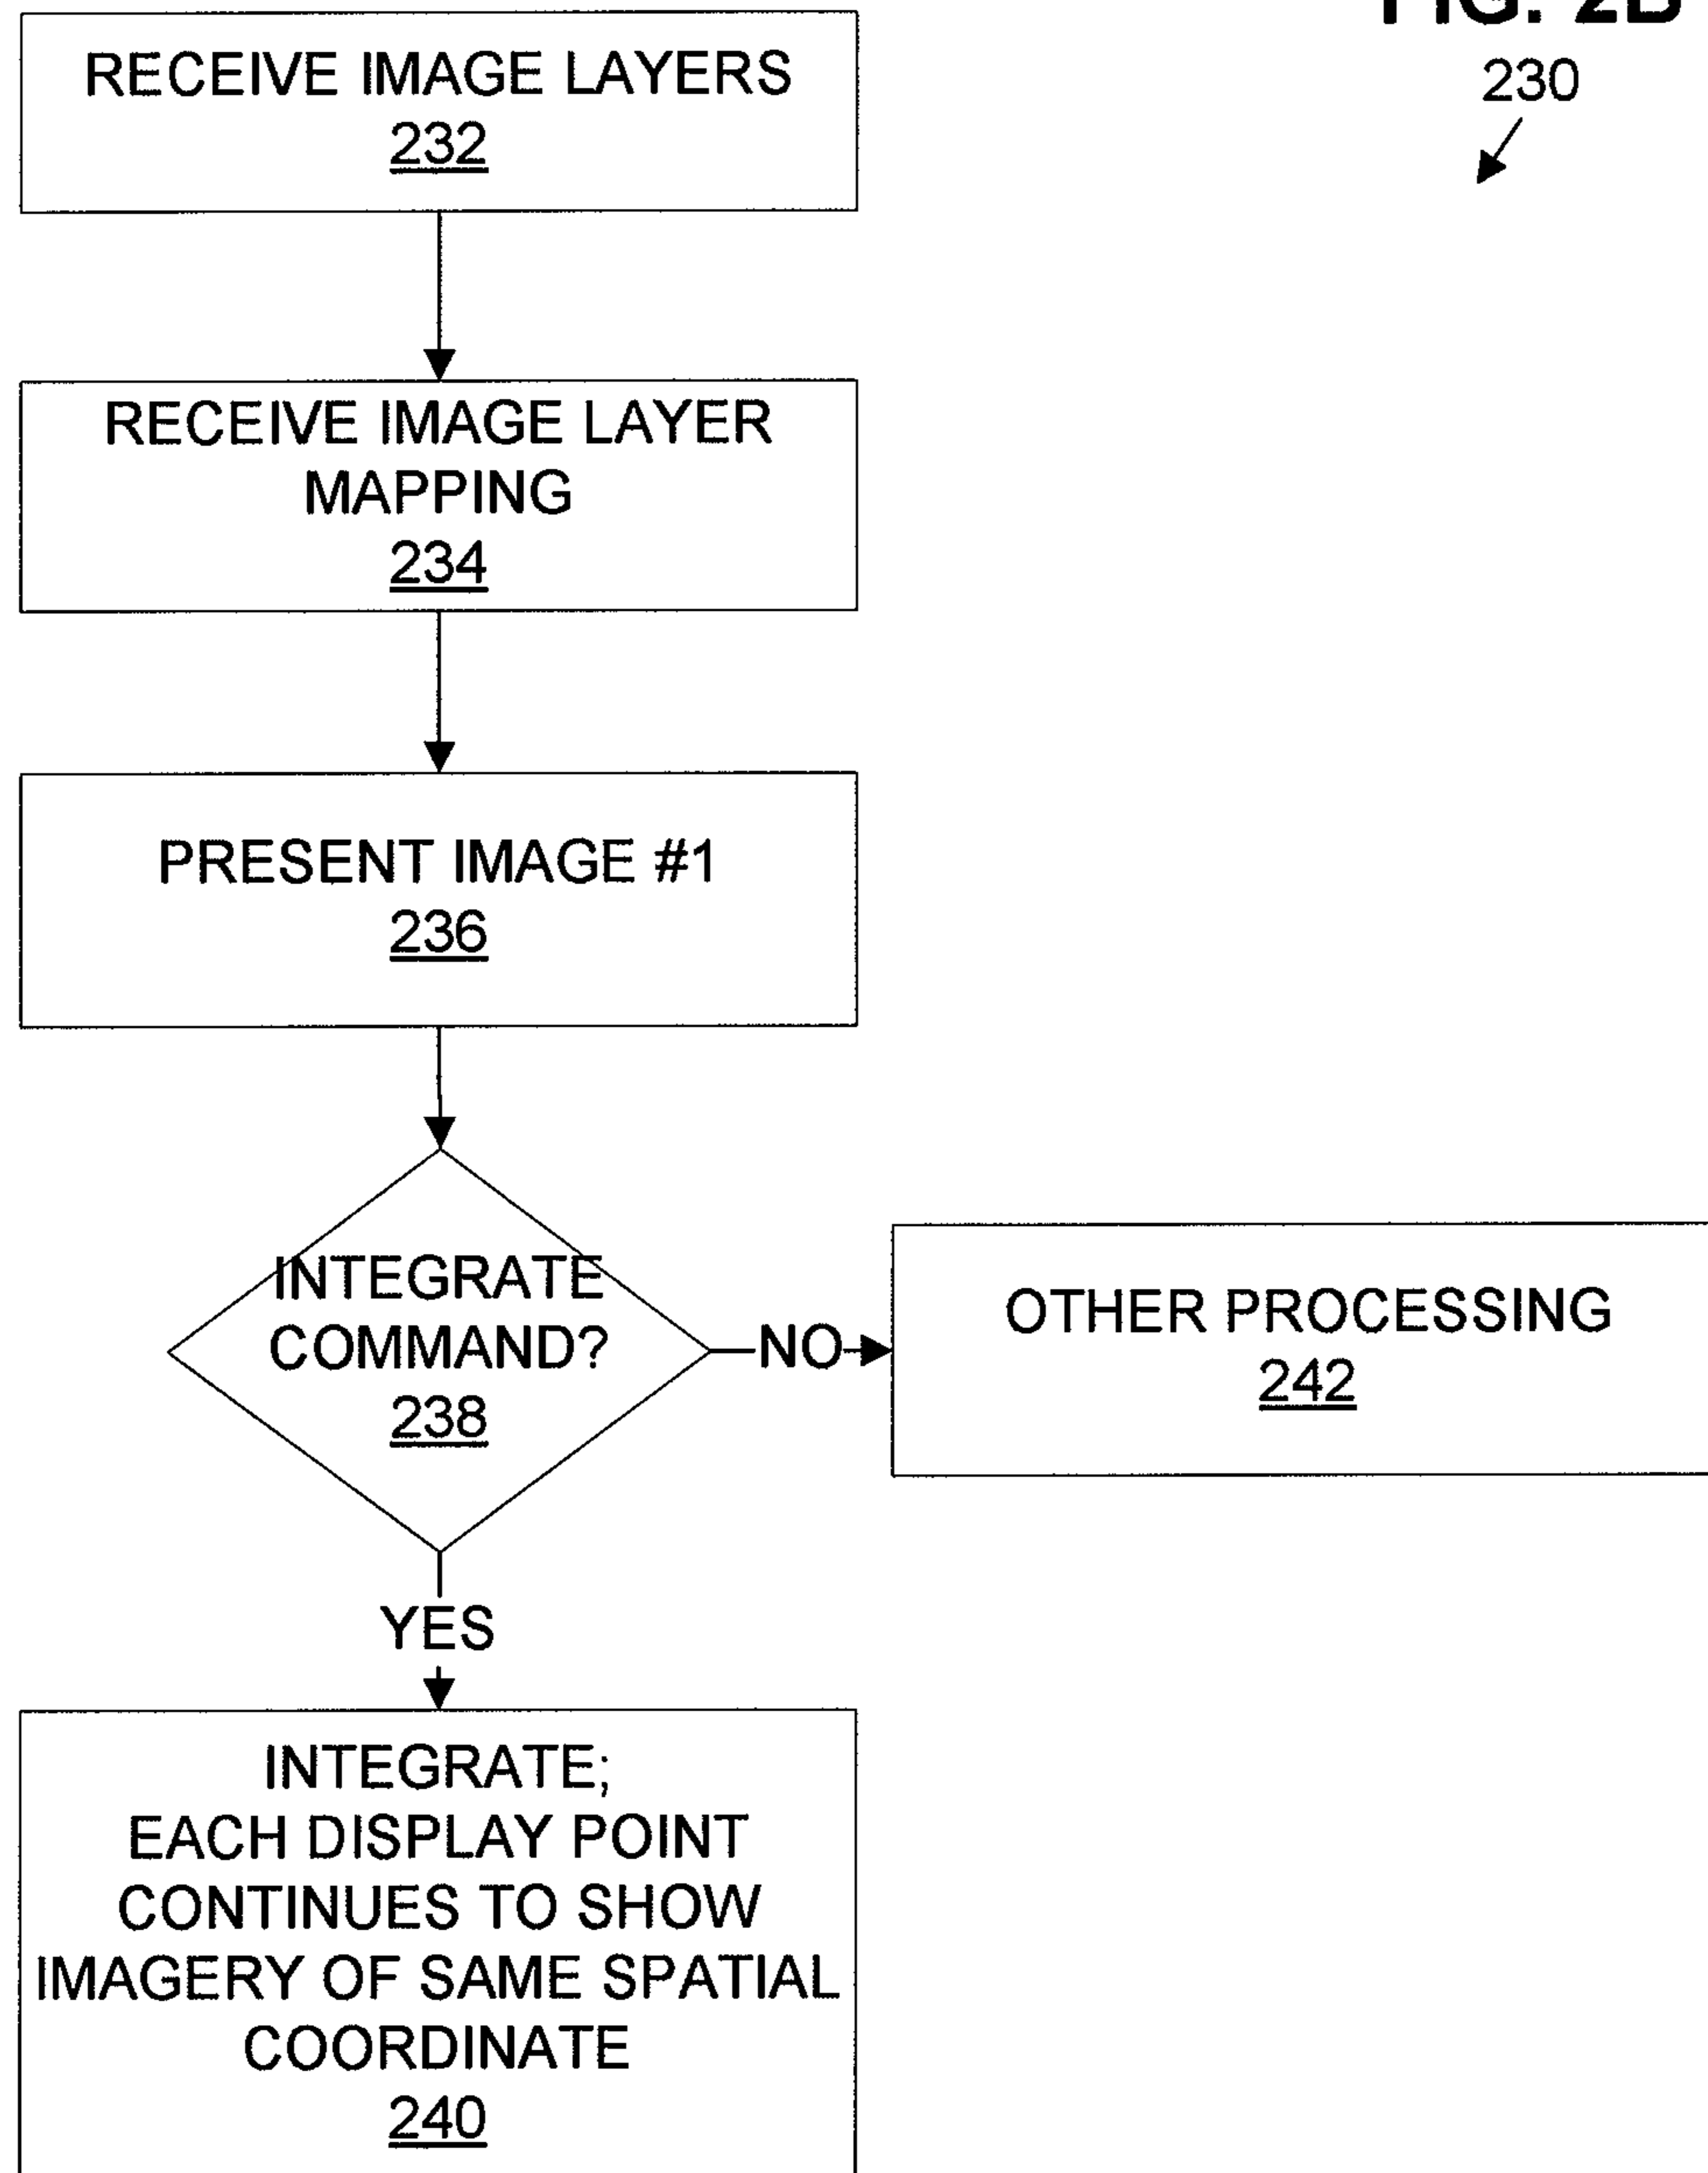 FIG. 2B
230
RECEIVE IMAGE LAYERS
232
RECEIVE IMAGE LAYER
MAPPING
234
PRESENT IMAGE #1
236
INTEGRATE
COMMAND?
238
NO
OTHER PROCESSING
242
YES
INTEGRATE;
EACH DISPLAY POINT
CONTINUES TO SHOW
IMAGERY OF SAME SPATIAL
COORDINATE
240